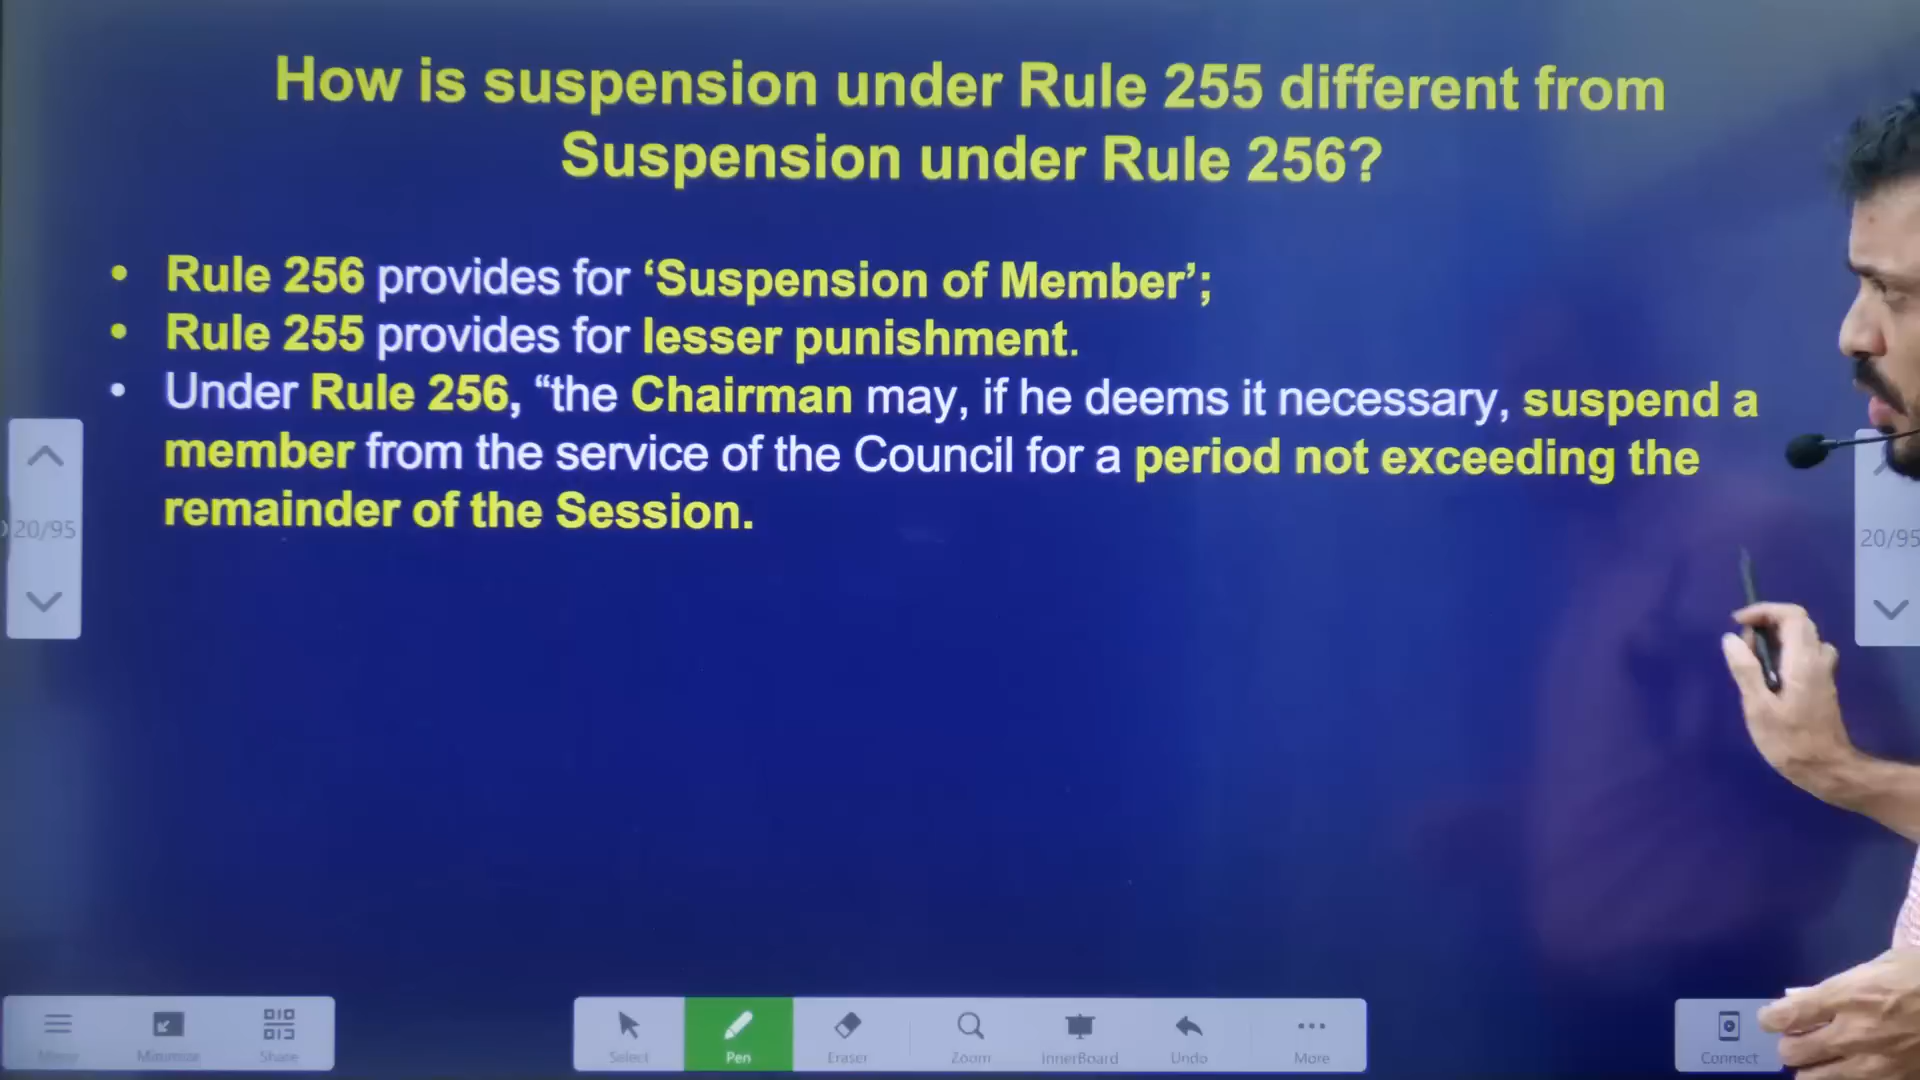 How is suspension under Rule 255 different from
Suspension under Rule 256?
• Rule 256 provides for ‘Suspension of Member’;
• Rule 255 provides for lesser punishment.
• Under Rule 256, “the Chairman may, if he deems it necessary, suspend a
member from the service of the Council for a period not exceeding the
remainder of the Session.
20/95
20/95
Menu Minimize Share Select Pen Eraser Zoom InnerBoard Undo More Connect